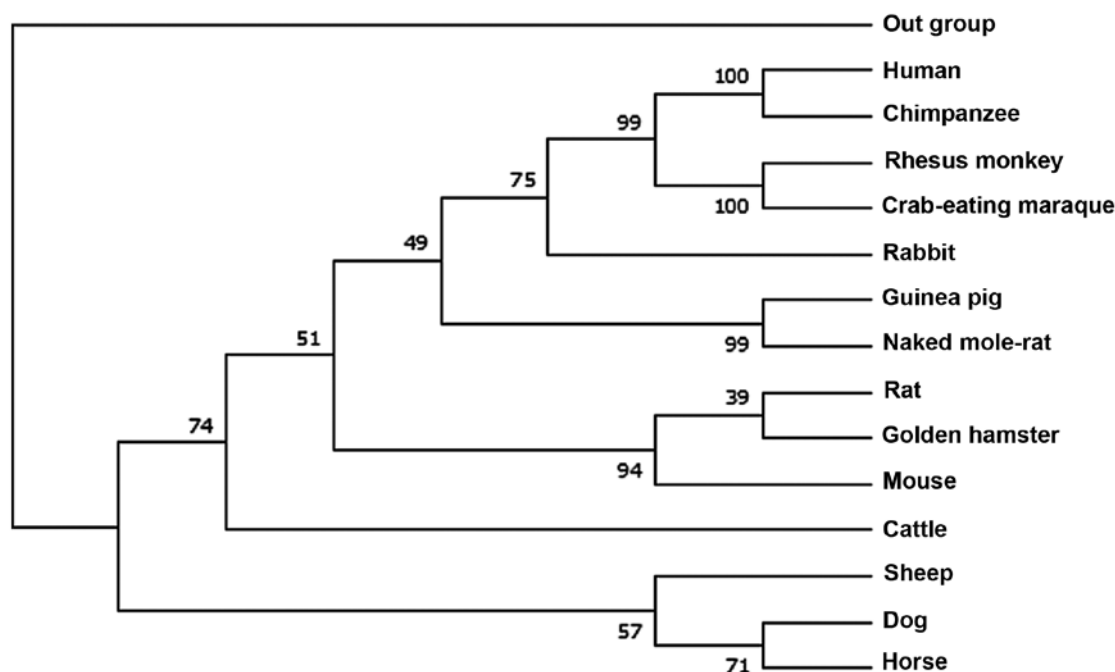 Out group
100 Human
Chimpanzee
99
Rhesus monkey
75
100 Crab-eating maraque
49
Rabbit
Guinea pig
51
99 Naked mole-rat
39 Rat
74
Golden hamster
94 Mouse
Cattle
Sheep
57 Dog
71 Horse